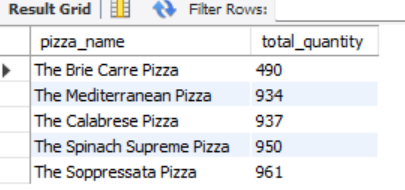 Result Grid Filter Rows:
pizza_name total_quantity
The Brie Carre Pizza 490
The Mediterranean Pizza 934
The Calabrese Pizza 937
The Spinach Supreme Pizza 950
The Soppressata Pizza 961